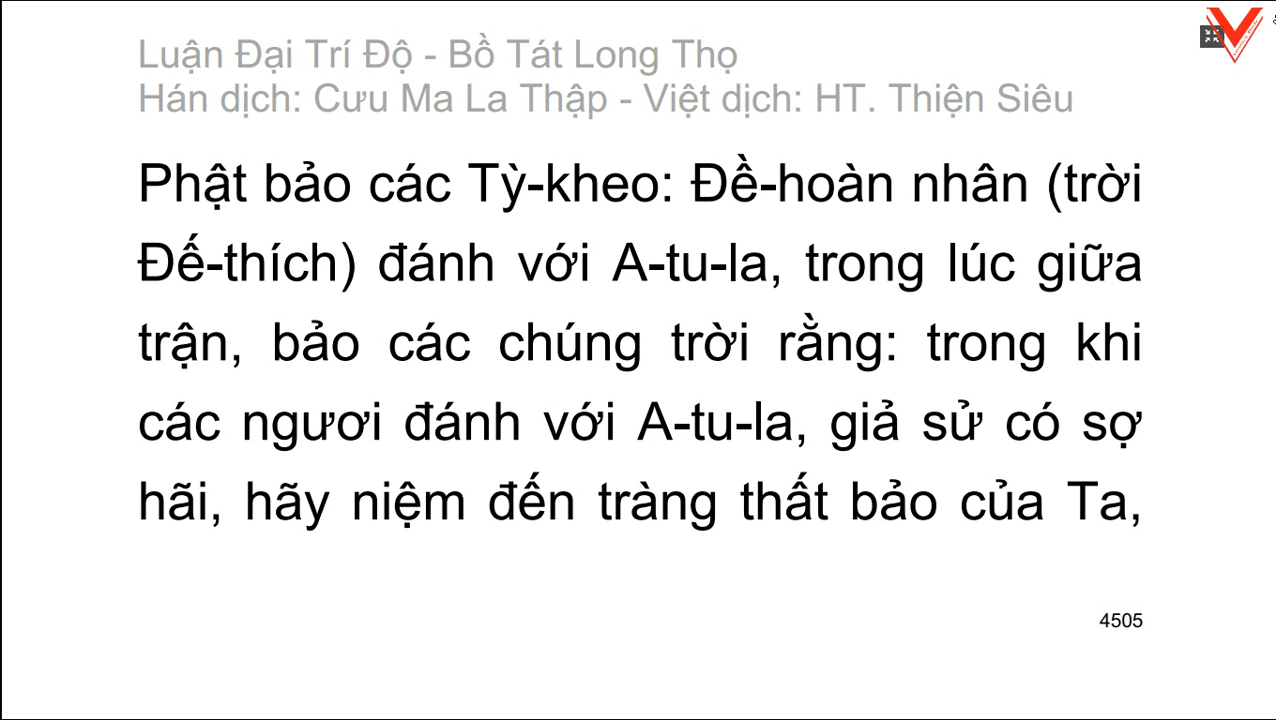 Luận Đại Trí Độ - Bồ Tát Long Thọ
Hán dịch: Cưu Ma La Thập - Việt dịch: HT. Thiện Siêu
Phật bảo các Tỳ-kheo: Đề-hoàn nhân (trời
Đế-thích) đánh với A-tu-la, trong lúc giữa
trận, bảo các chúng trời rằng: trong khi
các ngươi đánh với A-tu-la, giả sử có sợ
hãi, hãy niệm đến tràng thất bảo của Ta,
4505